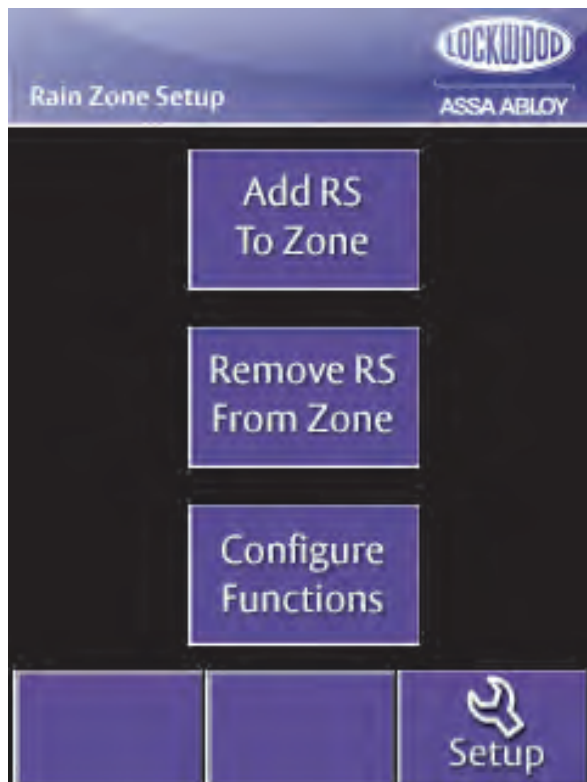 LOCKWOOD
Rain Zone Setup
ASSA ABLOY
Add RS
To Zone
Remove RS
From Zone
Configure
Functions
Setup